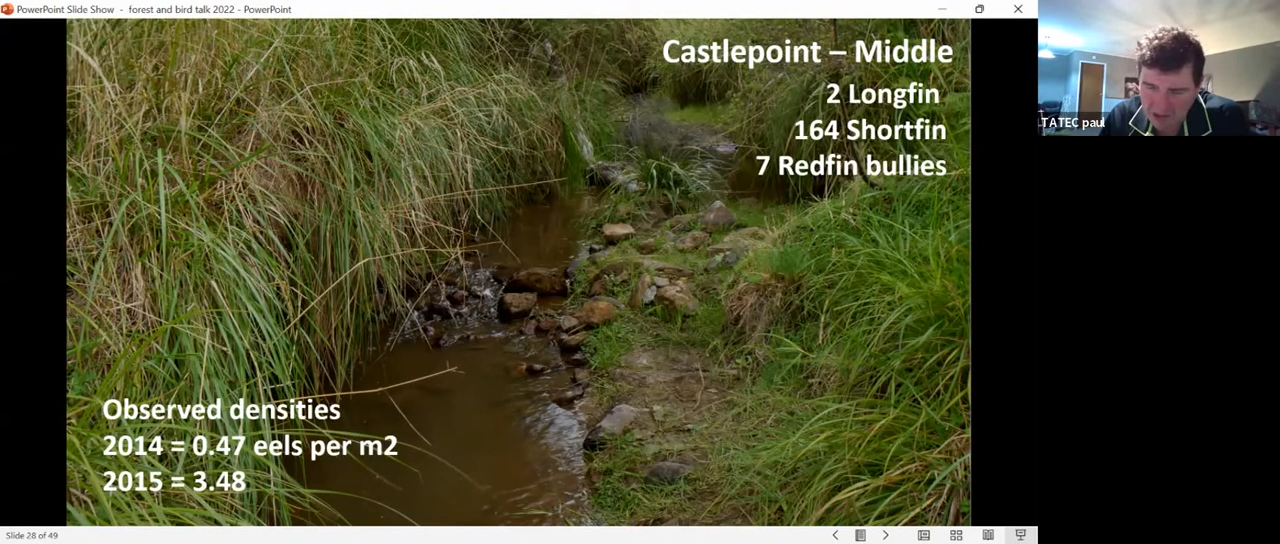 PowerPoint Slide Show - forest and bird talk 2022 - PowerPoint
Castlepoint – Middle
2 Longfin
164 Shortfin
7 Redfin bullies
TATEC paul
Observed densities
2014 = 0.47 eels per m2
2015 = 3.48
Slide 28 of 49